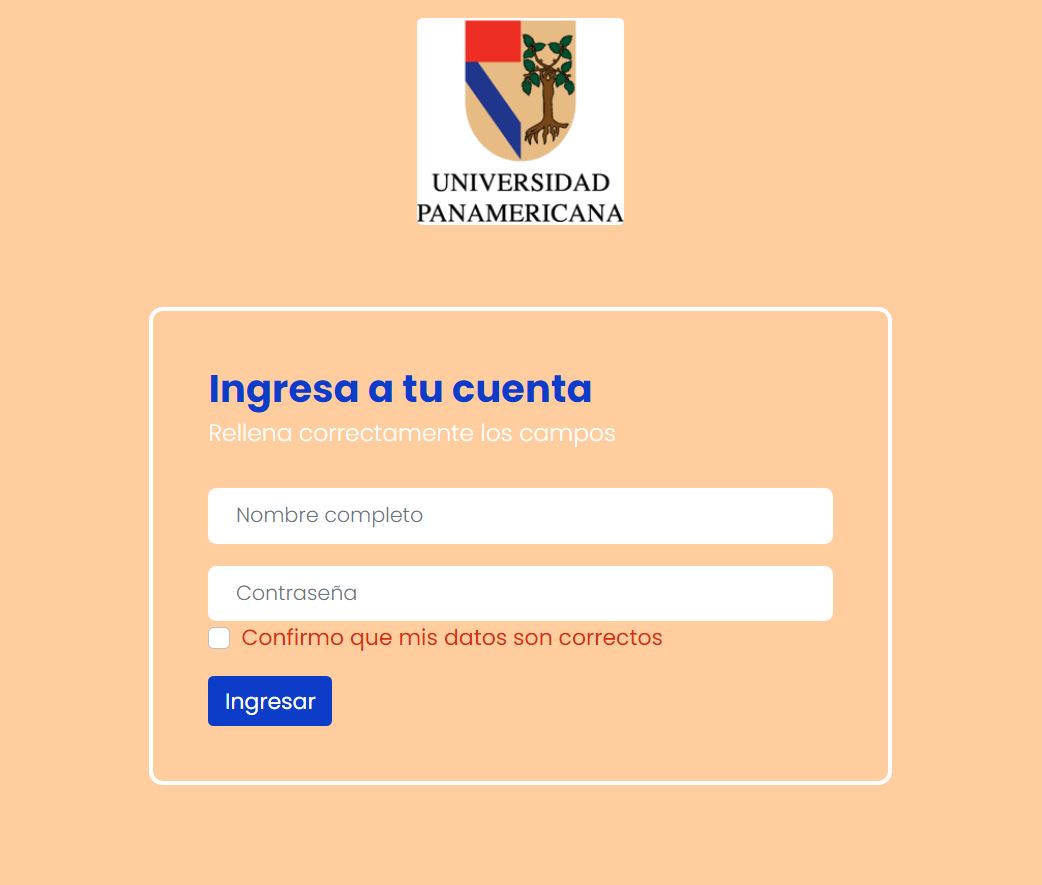 UNIVERSIDAD
PANAMERICANA
Ingresa a tu cuenta
Rellena correctamente los campos
Nombre completo
Contraseña
Confirmo que mis datos son correctos
Ingresar